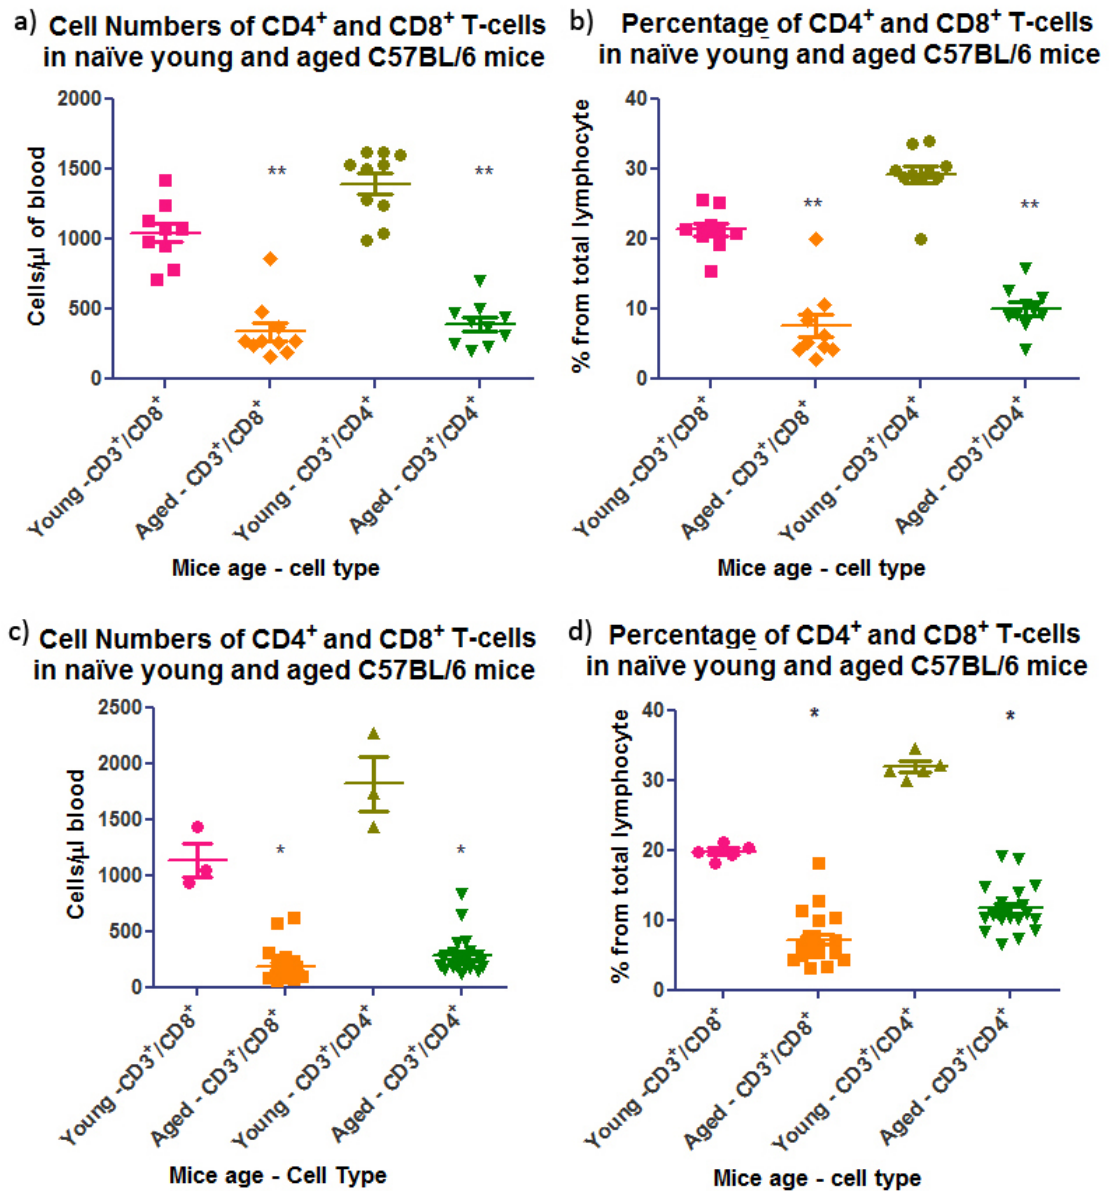 a) Cell Numbers of CD4⁺ and CD8⁺ T-cells
in naïve young and aged C57BL/6 mice
2000
1500
1000
500
0
Cells/µl of blood
**
**
Young -CD3⁺/CD8⁺
Aged - CD3⁺/CD8⁺
Young - CD3⁺/CD4⁺
Aged - CD3⁺/CD4⁺
Mice age - cell type
b) Percentage of CD4⁺ and CD8⁺ T-cells
in naïve young and aged C57BL/6 mice
40
30
20
10
0
% from total lymphocyte
**
**
Young -CD3⁺/CD8⁺
Aged - CD3⁺/CD8⁺
Young - CD3⁺/CD4⁺
Aged - CD3⁺/CD4⁺
Mice age - cell type
c) Cell Numbers of CD4⁺ and CD8⁺ T-cells
in naïve young and aged C57BL/6 mice
2500
2000
1500
1000
500
0
Cells/µl blood
*
*
Young -CD3⁺/CD8⁺
Aged - CD3⁺/CD8⁺
Young - CD3⁺/CD4⁺
Aged - CD3⁺/CD4⁺
Mice age - Cell Type
d) Percentage of CD4⁺ and CD8⁺ T-cells
in naïve young and aged C57BL/6 mice
40
30
20
10
0
% from total lymphocyte
*
*
Young -CD3⁺/CD8⁺
Aged - CD3⁺/CD8⁺
Young - CD3⁺/CD4⁺
Aged - CD3⁺/CD4⁺
Mice age - cell type